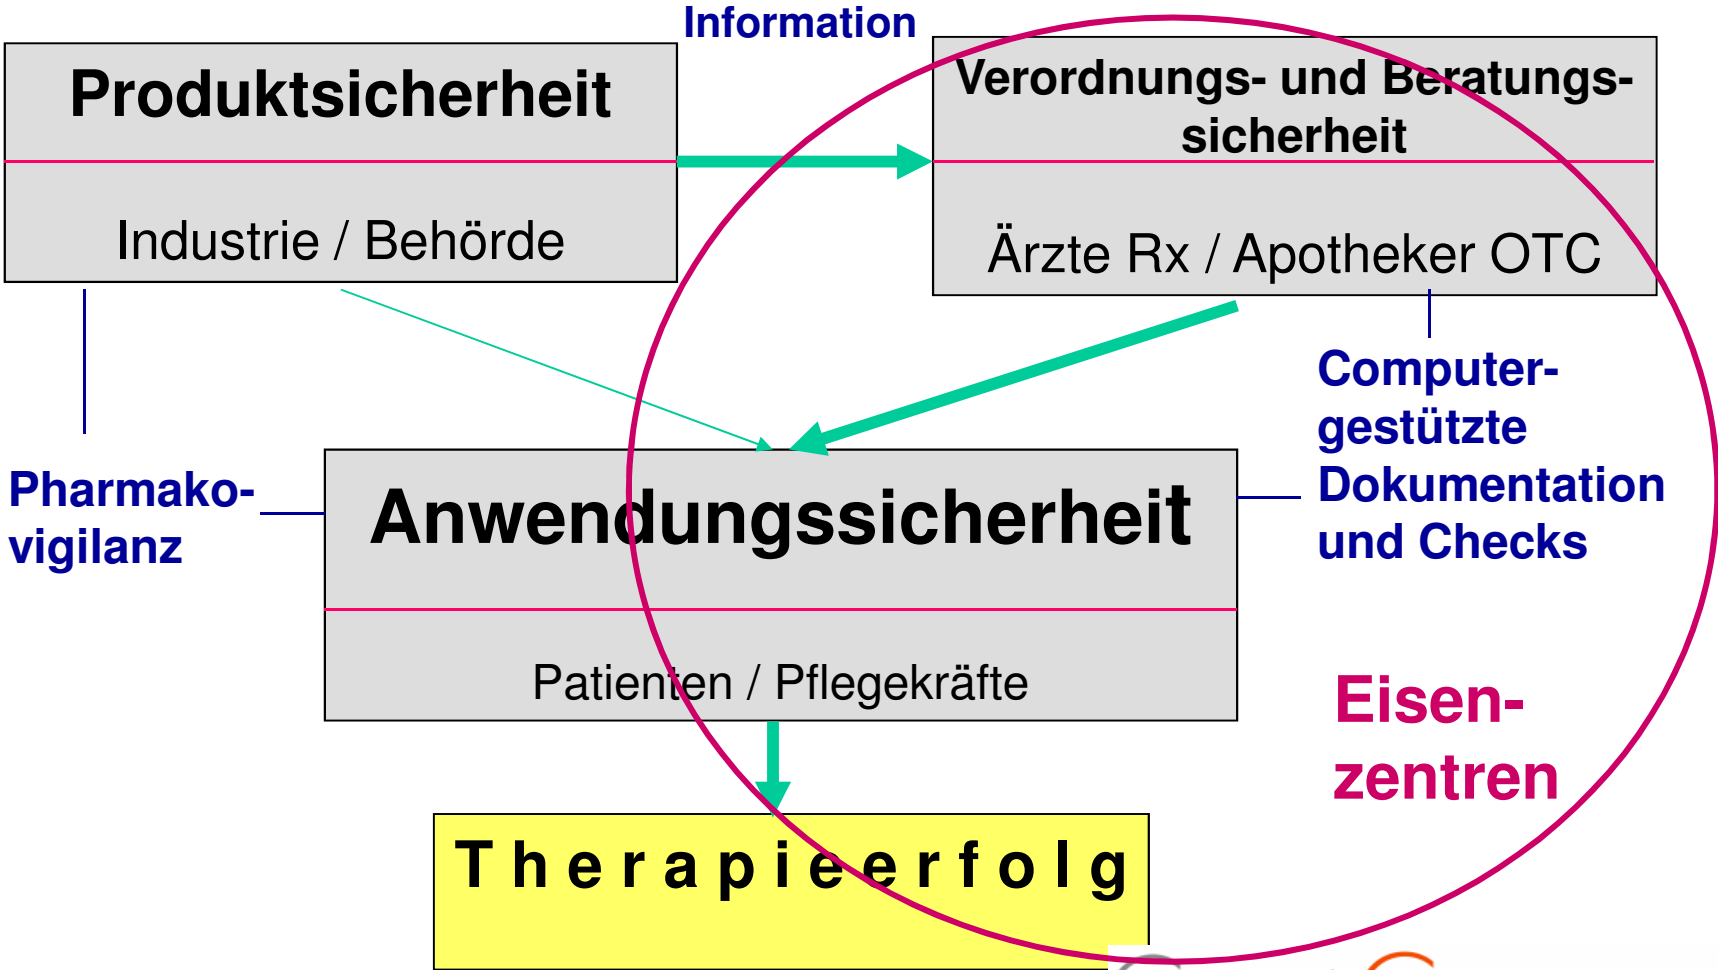 Information
Produktsicherheit
Industrie / Behörde
Verordnungs- und Beratungs-
sicherheit
Ärzte Rx / Apotheker OTC
Computer-
gestützte
Dokumentation
und Checks
Pharmako-
vigilanz
Anwendungssicherheit
Patienten / Pflegekräfte
Eisen-
zentren
Therapieerfolg